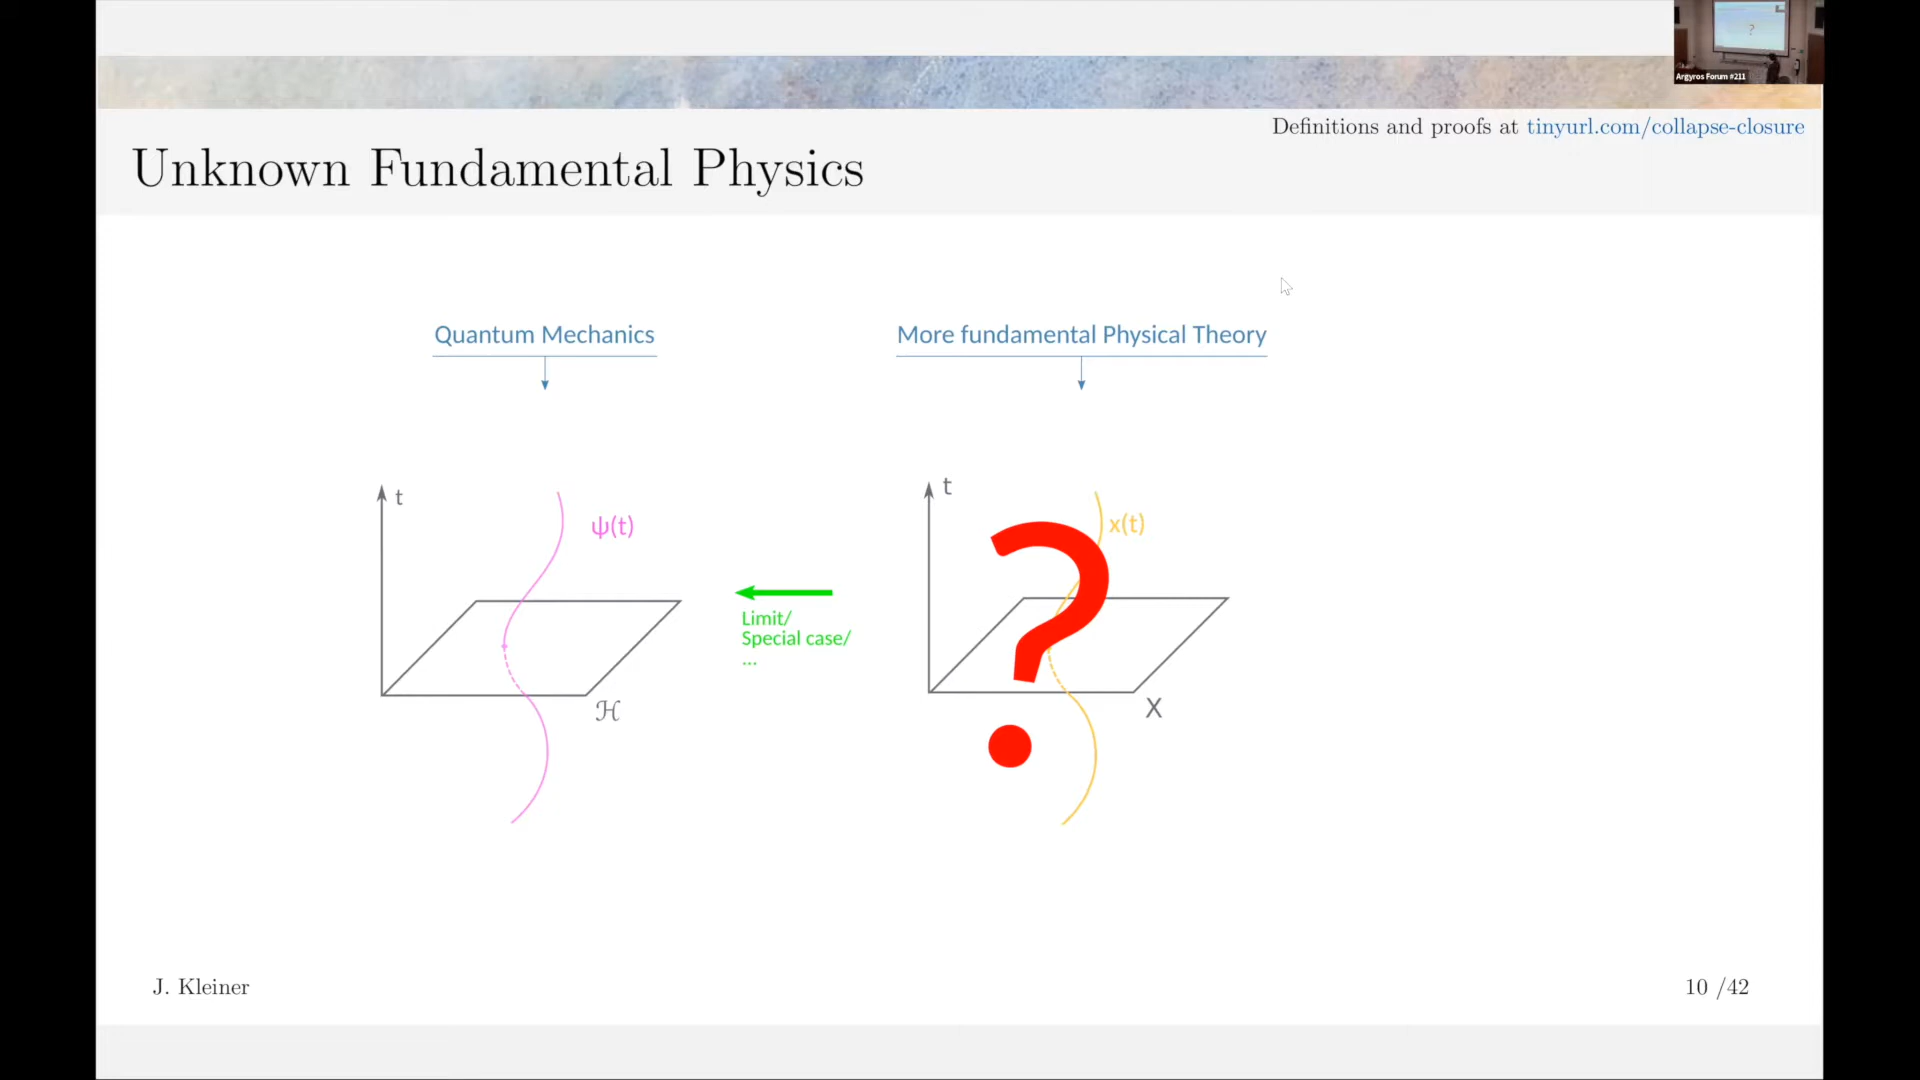 Argyros Forum #211
Definitions and proofs at tinyurl.com/collapse-closure
Unknown Fundamental Physics
Quantum Mechanics
More fundamental Physical Theory
t
ψ(t)
ℋ
Limit/
Special case/
...
t
x(t)
?
X
J. Kleiner
10 /42